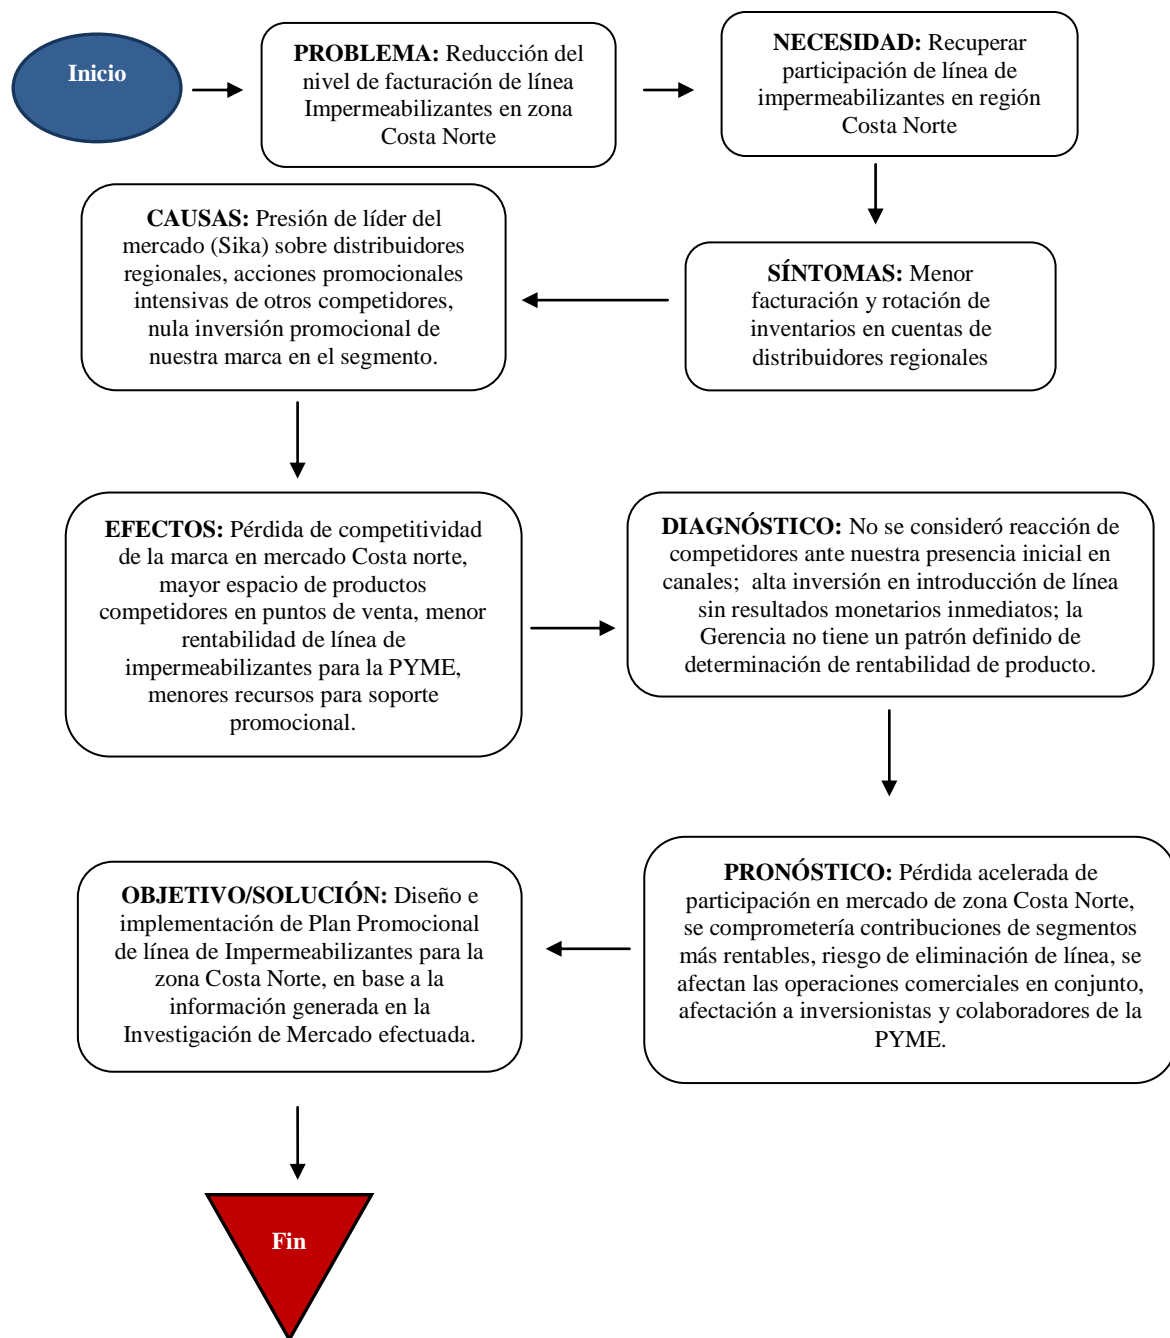 Inicio
PROBLEMA: Reducción del
nivel de facturación de línea
Impermeabilizantes en zona
Costa Norte
NECESIDAD: Recuperar
participación de línea de
impermeabilizantes en región
Costa Norte
SÍNTOMAS: Menor
facturación y rotación de
inventarios en cuentas de
distribuidores regionales
CAUSAS: Presión de líder del
mercado (Sika) sobre distribuidores
regionales, acciones promocionales
intensivas de otros competidores,
nula inversión promocional de
nuestra marca en el segmento.
EFECTOS: Pérdida de competitividad
de la marca en mercado Costa norte,
mayor espacio de productos
competidores en puntos de venta, menor
rentabilidad de línea de
impermeabilizantes para la PYME,
menores recursos para soporte
promocional.
DIAGNÓSTICO: No se consideró reacción de
competidores ante nuestra presencia inicial en
canales; alta inversión en introducción de línea
sin resultados monetarios inmediatos; la
Gerencia no tiene un patrón definido de
determinación de rentabilidad de producto.
PRONÓSTICO: Pérdida acelerada de
participación en mercado de zona Costa Norte,
se comprometería contribuciones de segmentos
más rentables, riesgo de eliminación de línea, se
afectan las operaciones comerciales en conjunto,
afectación a inversionistas y colaboradores de la
PYME.
OBJETIVO/SOLUCIÓN: Diseño e
implementación de Plan Promocional
de línea de Impermeabilizantes para la
zona Costa Norte, en base a la
información generada en la
Investigación de Mercado efectuada.
Fin